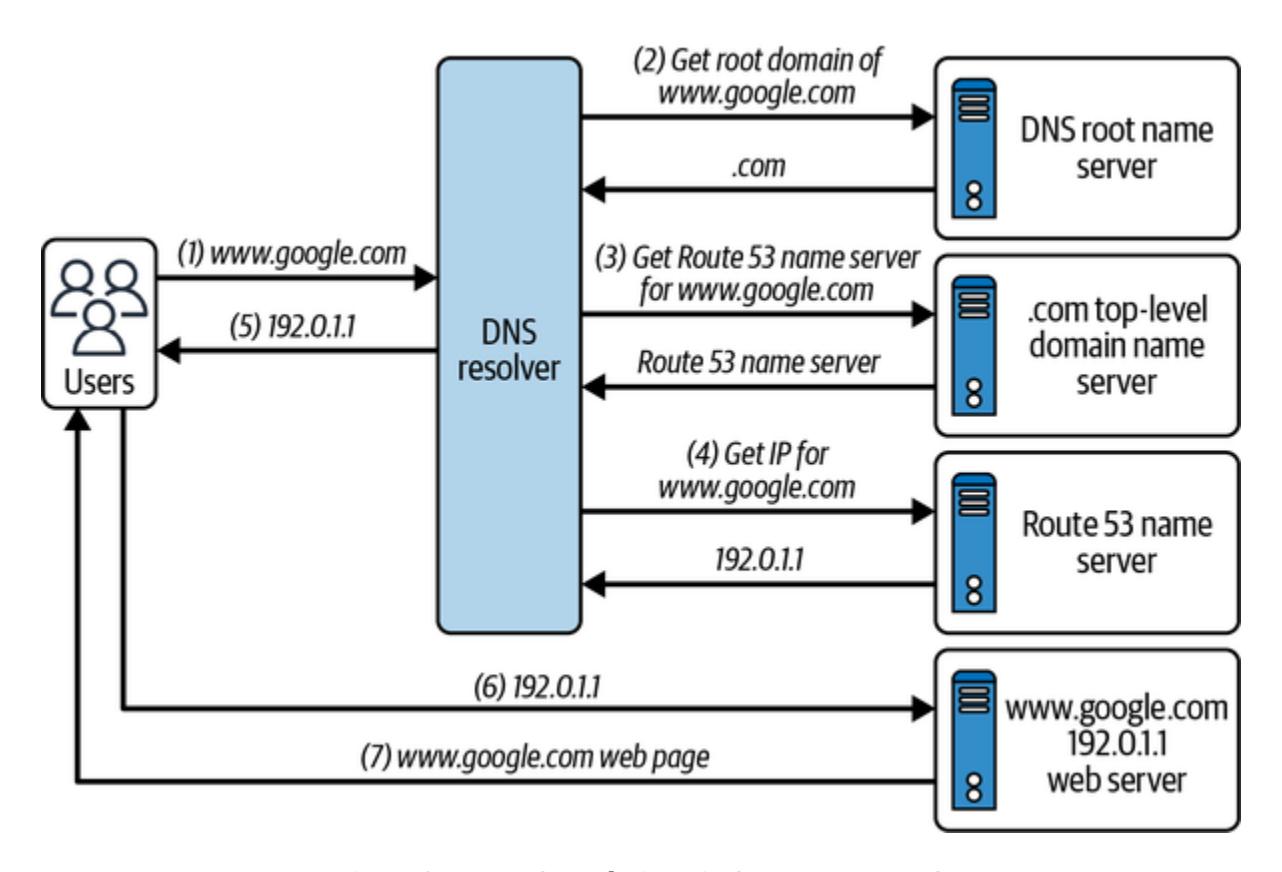 (2) Get root domain of
www.google.com
DNS root name
server
.com
(1) www.google.com
(3) Get Route 53 name server
for www.google.com
.com top-level
domain name
server
(5) 192.0.1.1
DNS
resolver
Route 53 name server
Users
(4) Get IP for
www.google.com
Route 53 name
server
192.0.1.1
(6) 192.0.1.1
www.google.com
192.0.1.1
web server
(7) www.google.com web page